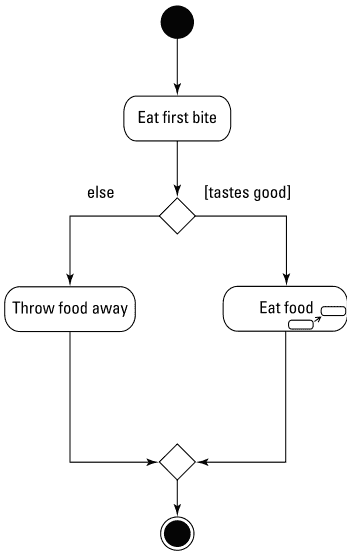 Eat first bite
else
[tastes good]
Throw food away
Eat food